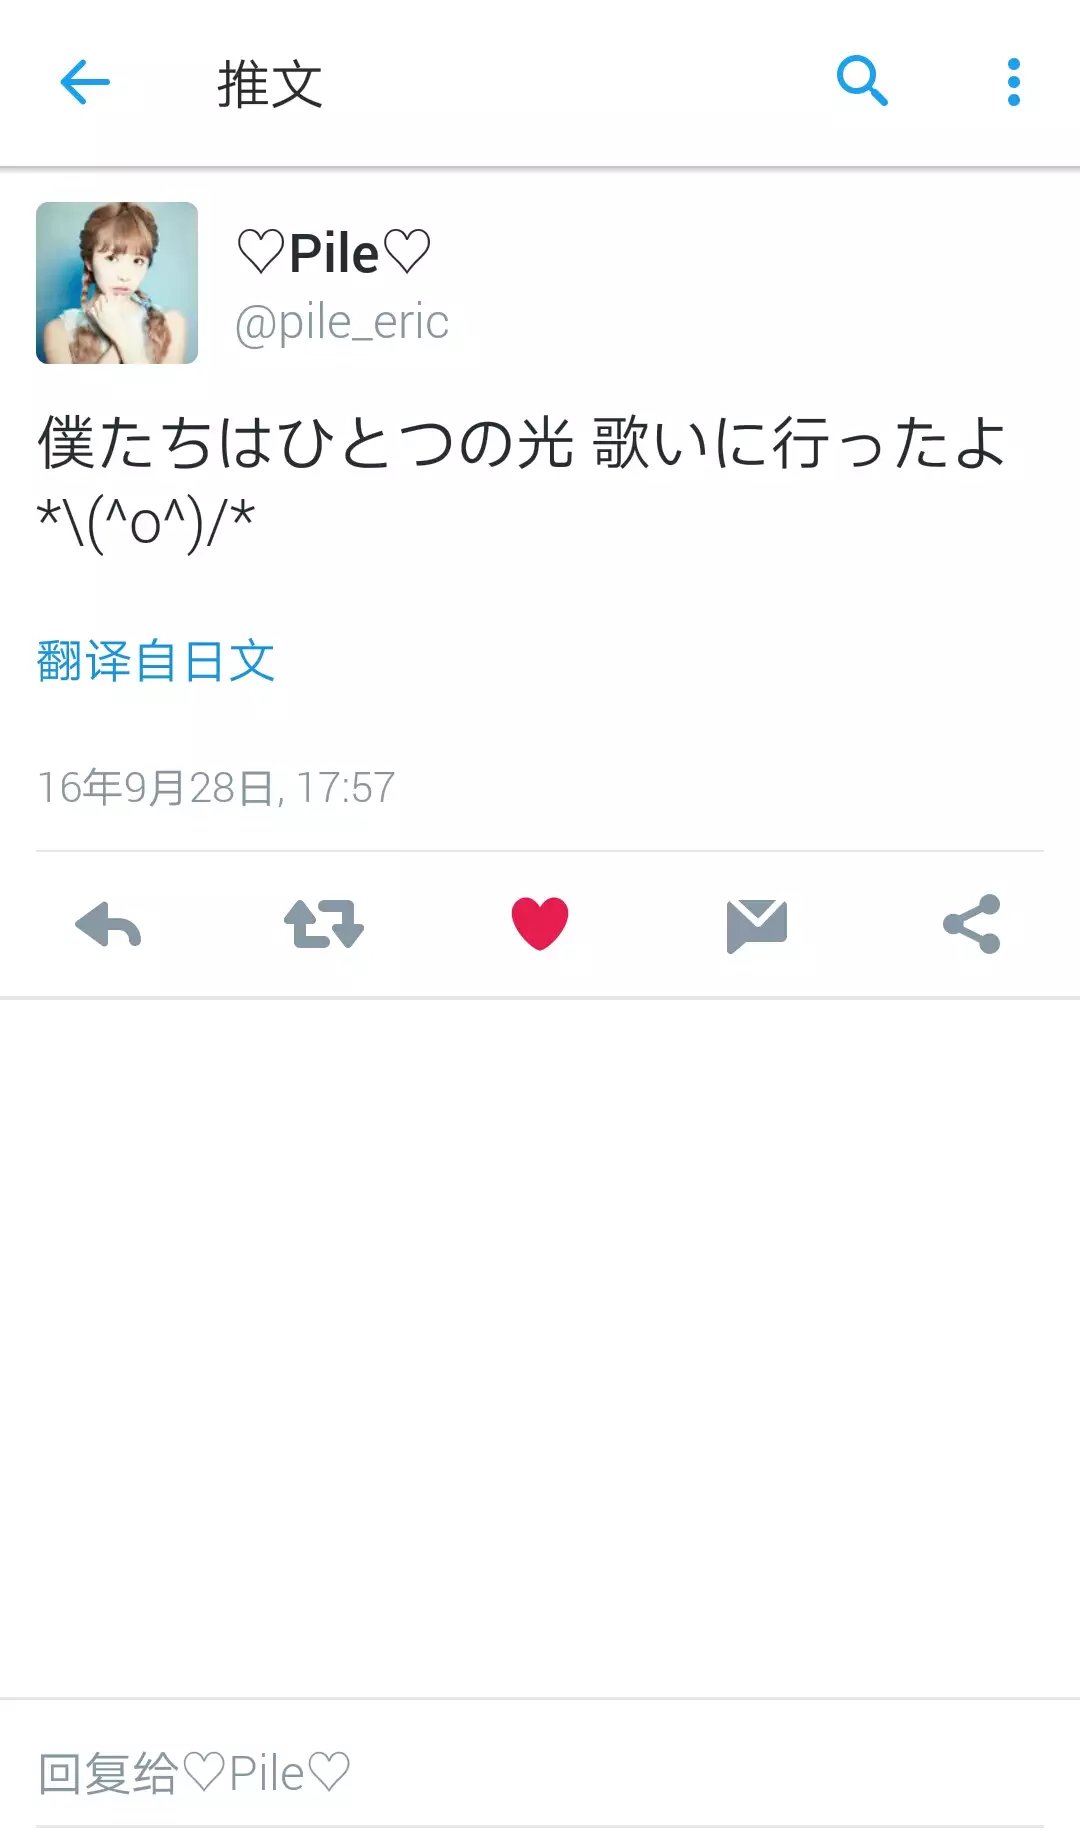 推文
♡Pile♡
@pile_eric
僕たちはひとつの光 歌いに行ったよ
*\(^o^)/*
翻译自日文
16年9月28日, 17:57
回复给♡Pile♡